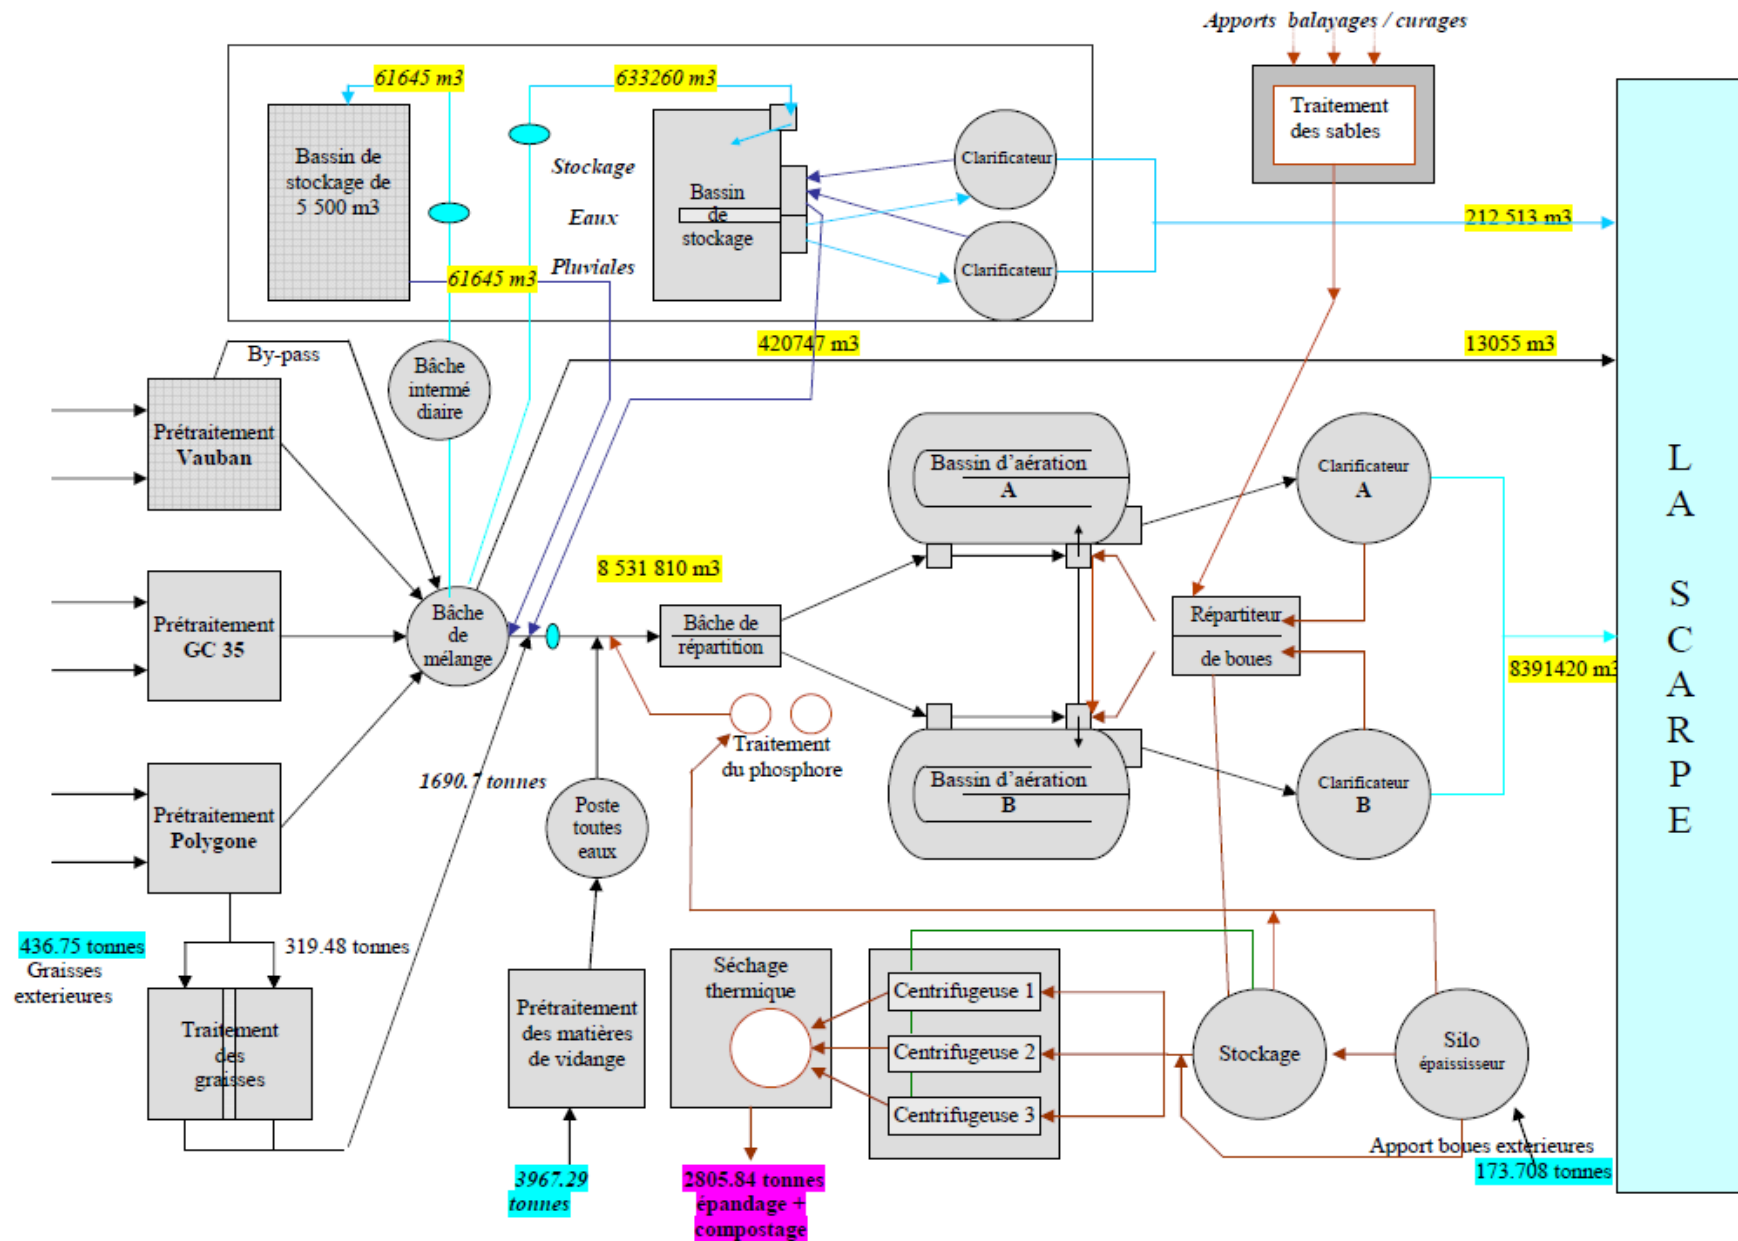 Apports balayages / curages
61645 m3
633260 m3
Traitement
des sables
Bassin de
stockage de
5 500 m3
Stockage
Eaux
Pluviales
Bassin
de
stockage
Clarificateur
Clarificateur
212 513 m3
61645 m3
420747 m3
13055 m3
By-pass
Bâche
intermé
diaire
Prétraitement
Vauban
Bassin d'aération
A
Clarificateur
A
L
A
S
C
A
R
P
E
8 531 810 m3
Prétraitement
GC 35
Bâche
de
mélange
Bâche de
répartition
Répartiteur
de boues
8391420 m3
Traitement
du phosphore
1690.7 tonnes
Prétraitement
Polygone
Poste
toutes
eaux
Bassin d'aération
B
Clarificateur
B
436.75 tonnes
Graisses
exterieures
319.48 tonnes
Traitement
des
graisses
Prétraitement
des matières
de vidange
Séchage
thermique
Centrifugeuse 1
Centrifugeuse 2
Centrifugeuse 3
Stockage
Silo
épaississeur
Apport boues exterieures
173.708 tonnes
3967.29
tonnes
2805.84 tonnes
épandage +
compostage